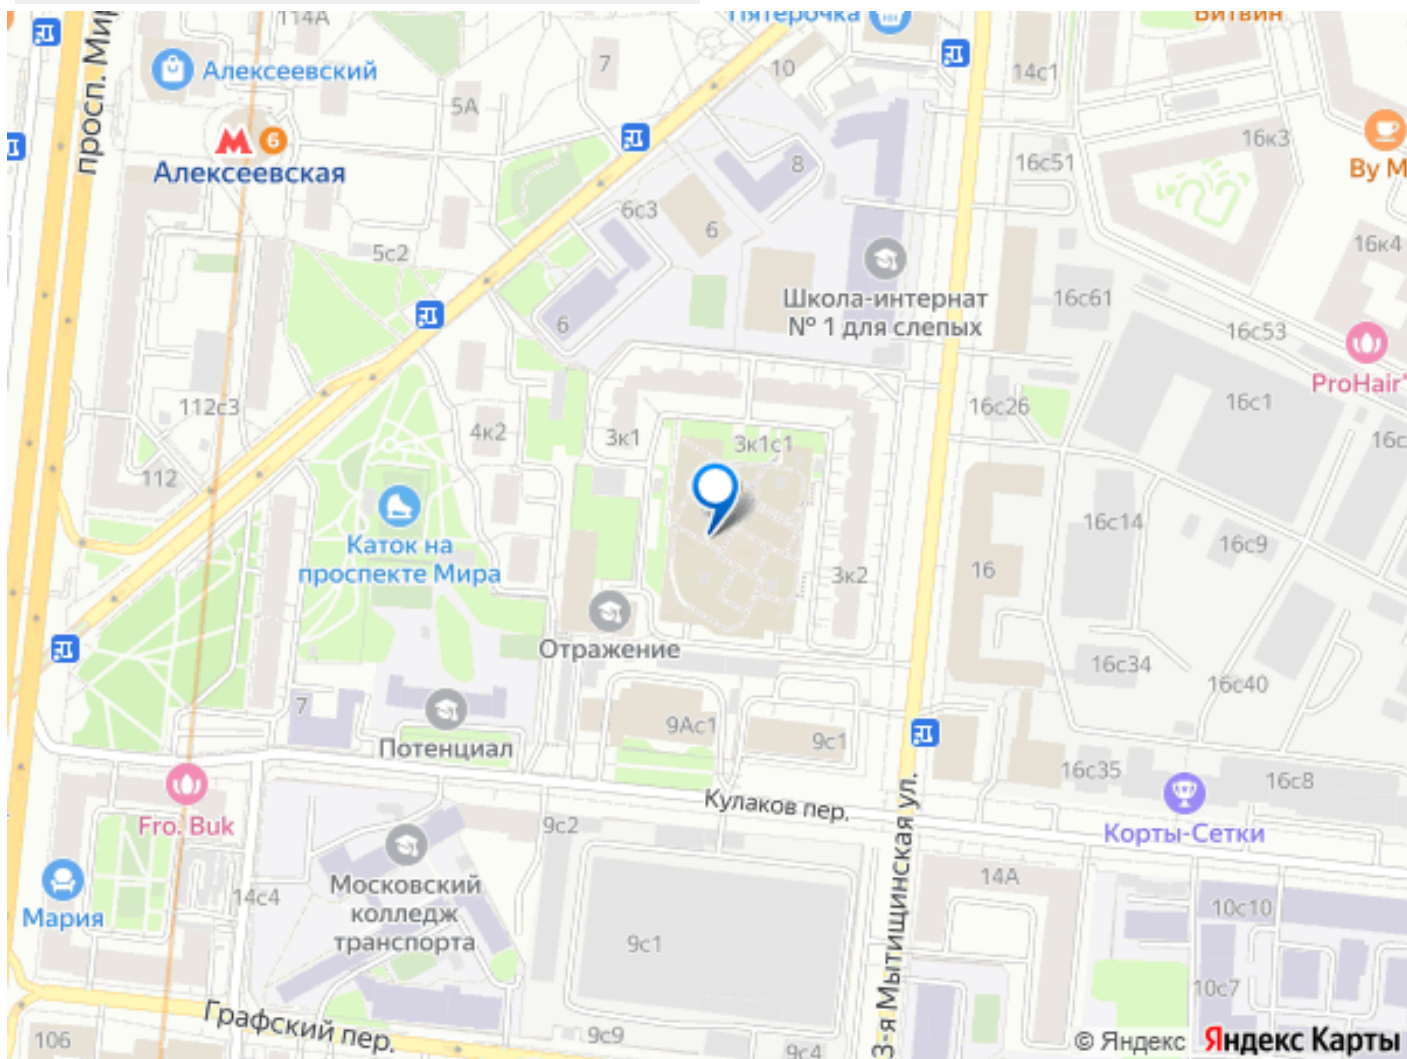 114А
Пятерочка
Битвин
просп. Мир
Алексеевский
7
10
14с1
5А
6
Алексеевская
8
16с51
16к3
By M
6с3
6
5с2
16к4
Школа-интернат
№ 1 для слепых
16с61
6
16с53
ProHair'
112с3
4к2
3к1
3к1с1
16с26
16с1
16с
112
Каток на
проспекте Мира
16с14
16с9
3к2
16
Отражение
16с34
16с40
7
9Ас1
9с1
Потенциал
16с35
16с8
Кулаков пер.
Fro. Buk
9с2
Корты-Сетки
3-я Мытищинская ул.
14А
Московский
колледж
транспорта
14с4
Мария
10с10
9с1
10с7
Графский пер.
106
9с9
9с4
© Яндекс Яндекс Карты